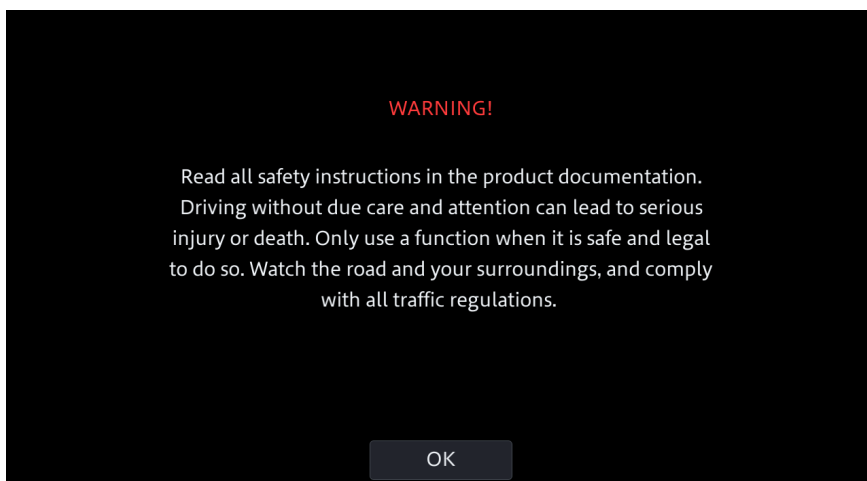 WARNING!
Read all safety instructions in the product documentation.
Driving without due care and attention can lead to serious
injury or death. Only use a function when it is safe and legal
to do so. Watch the road and your surroundings, and comply
with all traffic regulations.
OK